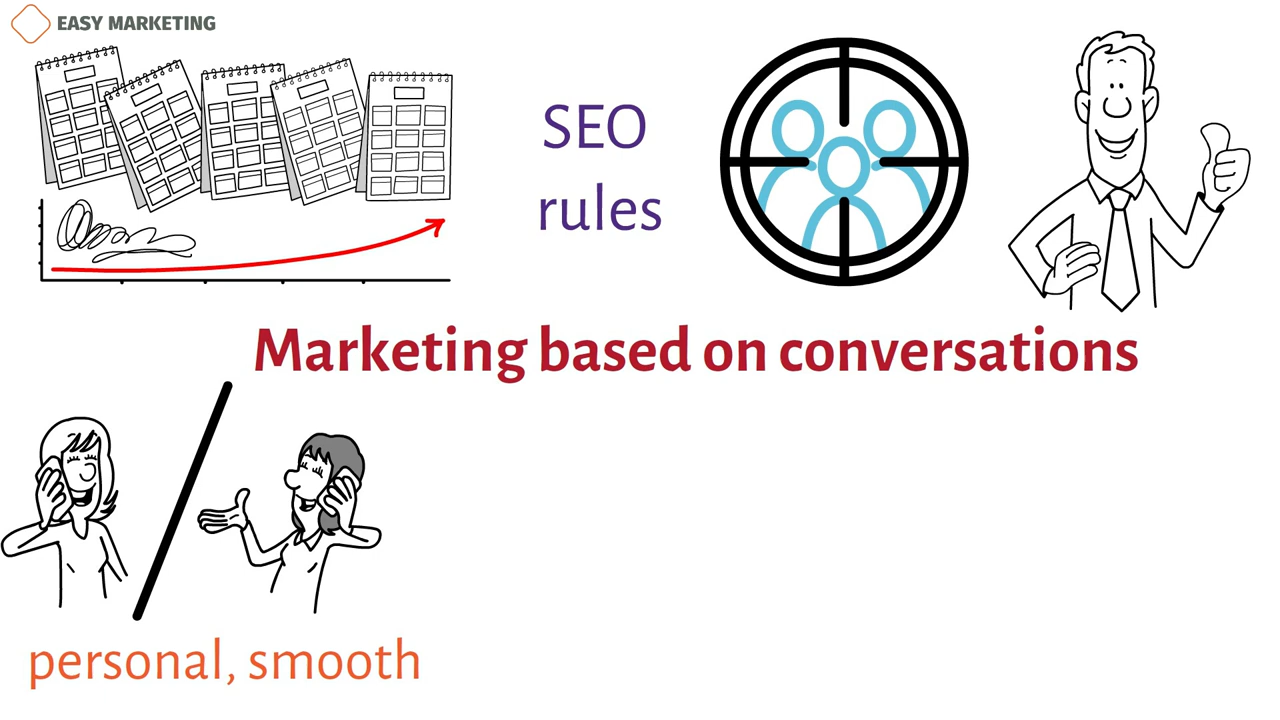 EASY MARKETING
SEO
rules
Marketing based on conversations
personal, smooth